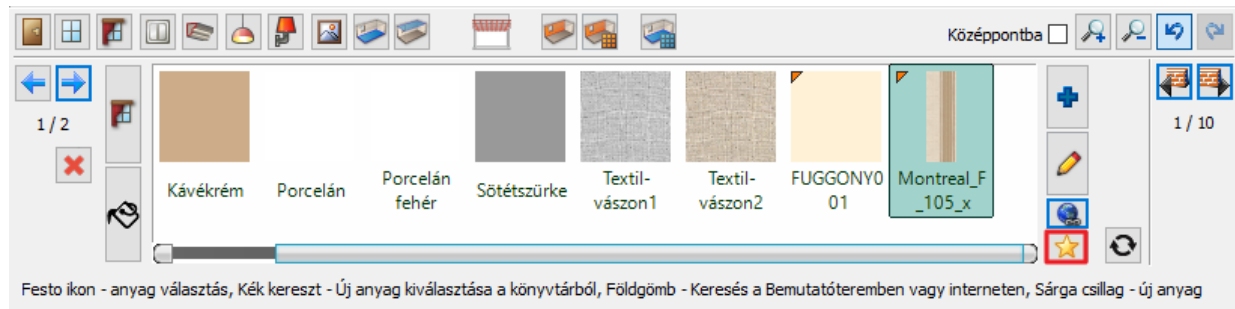 Középpontba
1 / 2
1 / 10
Kávékrém
Porcelán
Porcelán
fehér
Sötétszürke
Textil-
vászon1
Textil-
vászon2
FUGGONY0
01
Montreal_F
_105_x
Festo ikon - anyag választás, Kék kereszt - Új anyag kiválasztása a könyvtárból, Földgömb - Keresés a Bemutatóteremben vagy interneten, Sárga csillag - új anyag